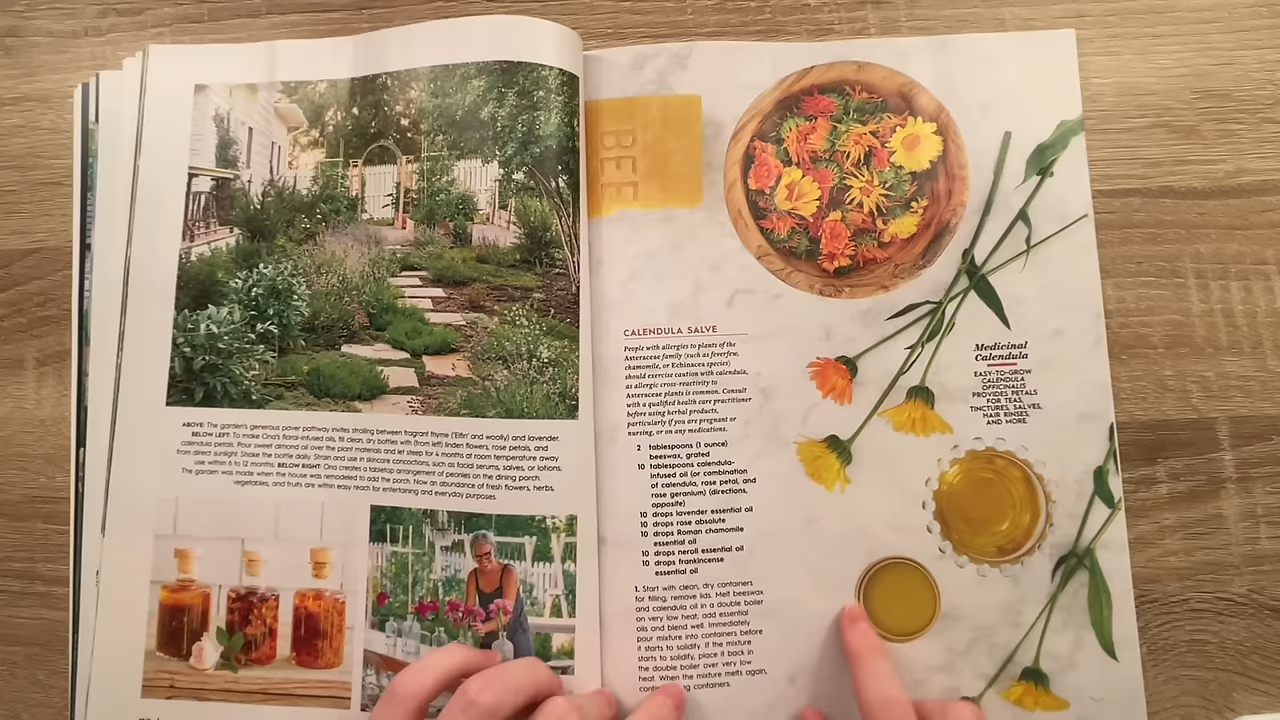 ABOVE: The garden's generous paver pathway invites strolling between fragrant thyme ('Elfin' and woolly) and lavender.
BELOW LEFT: To make Ona's floral-infused oils, fill clean, dry bottles with (from left) linden flowers, rose petals, and
calendula petals. Pour sweet almond oil over the plant materials and let steep for 4 months at room temperature away
from direct sunlight. Shake the bottle daily. Strain and use in skincare concoctions, such as facial serums, salves, or lotions;
use within 6 to 12 months. BELOW RIGHT: Ona creates a tabletop arrangement of peonies on the dining porch.
The garden was made when the house was remodeled to add the porch. Now an abundance of fresh flowers, herbs,
vegetables, and fruits are within easy reach for entertaining and everyday purposes.
BEE
CALENDULA SALVE
People with allergies to plants of the
Asteraceae family (such as feverfew,
chamomile, or Echinacea species)
should exercise caution with calendula,
as allergic cross-reactivity to
Asteraceae plants is common. Consult
with a qualified health care practitioner
before using herbal products,
particularly if you are pregnant or
nursing, or on any medications.
2 tablespoons (1 ounce)
beeswax, grated
10 tablespoons calendula-
infused oil (or combination
of calendula, rose petal, and
rose geranium) (directions,
opposite)
10 drops lavender essential oil
10 drops rose absolute
10 drops Roman chamomile
essential oil
10 drops neroli essential oil
10 drops frankincense
essential oil
1. Start with clean, dry containers
for filling, remove lids. Melt beeswax
and calendula oil in a double boiler
on very low heat; add essential
oils and blend well. Immediately
pour mixture into containers before
it starts to solidify. If the mixture
starts to solidify, place it back in
the double boiler over very low
heat. When the mixture melts again,
containers.
Medicinal
Calendula
EASY-TO-GROW
CALENDULA
OFFICINALIS
PROVIDES PETALS
FOR TEAS,
TINCTURES, SALVES,
HAIR RINSES,
AND MORE.